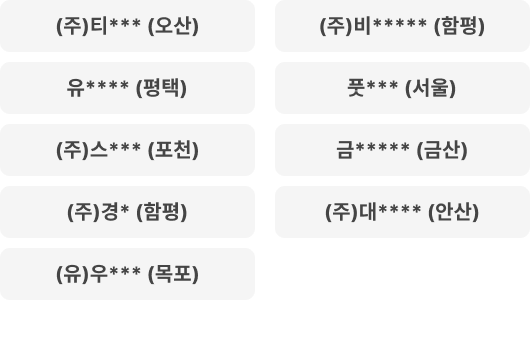 (주)티*** (오산)
(주)비***** (함평)
유**** (평택)
풋*** (서울)
(주)스*** (포천)
금***** (금산)
(주)경* (함평)
(주)대**** (안산)
(유)우*** (목포)